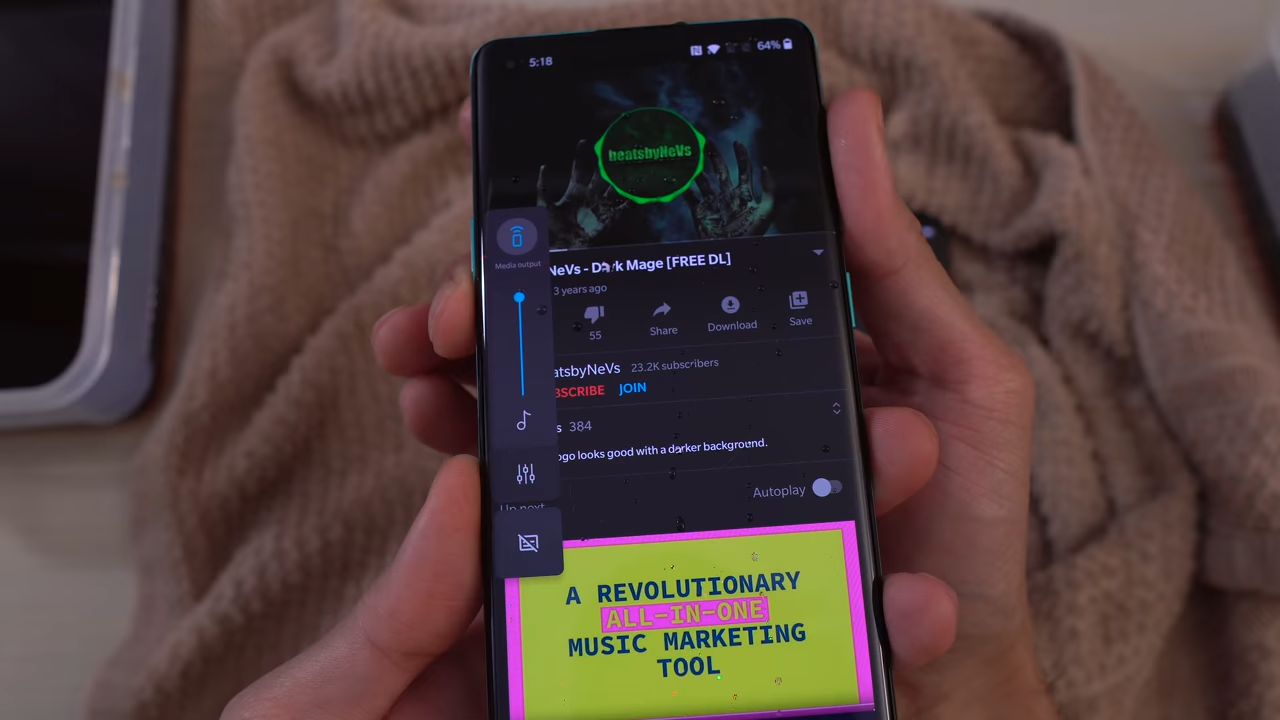 5:18
64%
beatsbyNeVs
Media output
NeVs - Dark Mage [FREE DL]
3 years ago
55
Share
Download
Save
atsbyNeVs 23.2K subscribers
BSCRIBE JOIN
s 384
ogo looks good with a darker background.
Autoplay
Up next
A REVOLUTIONARY
ALL-IN-ONE
MUSIC MARKETING
TOOL